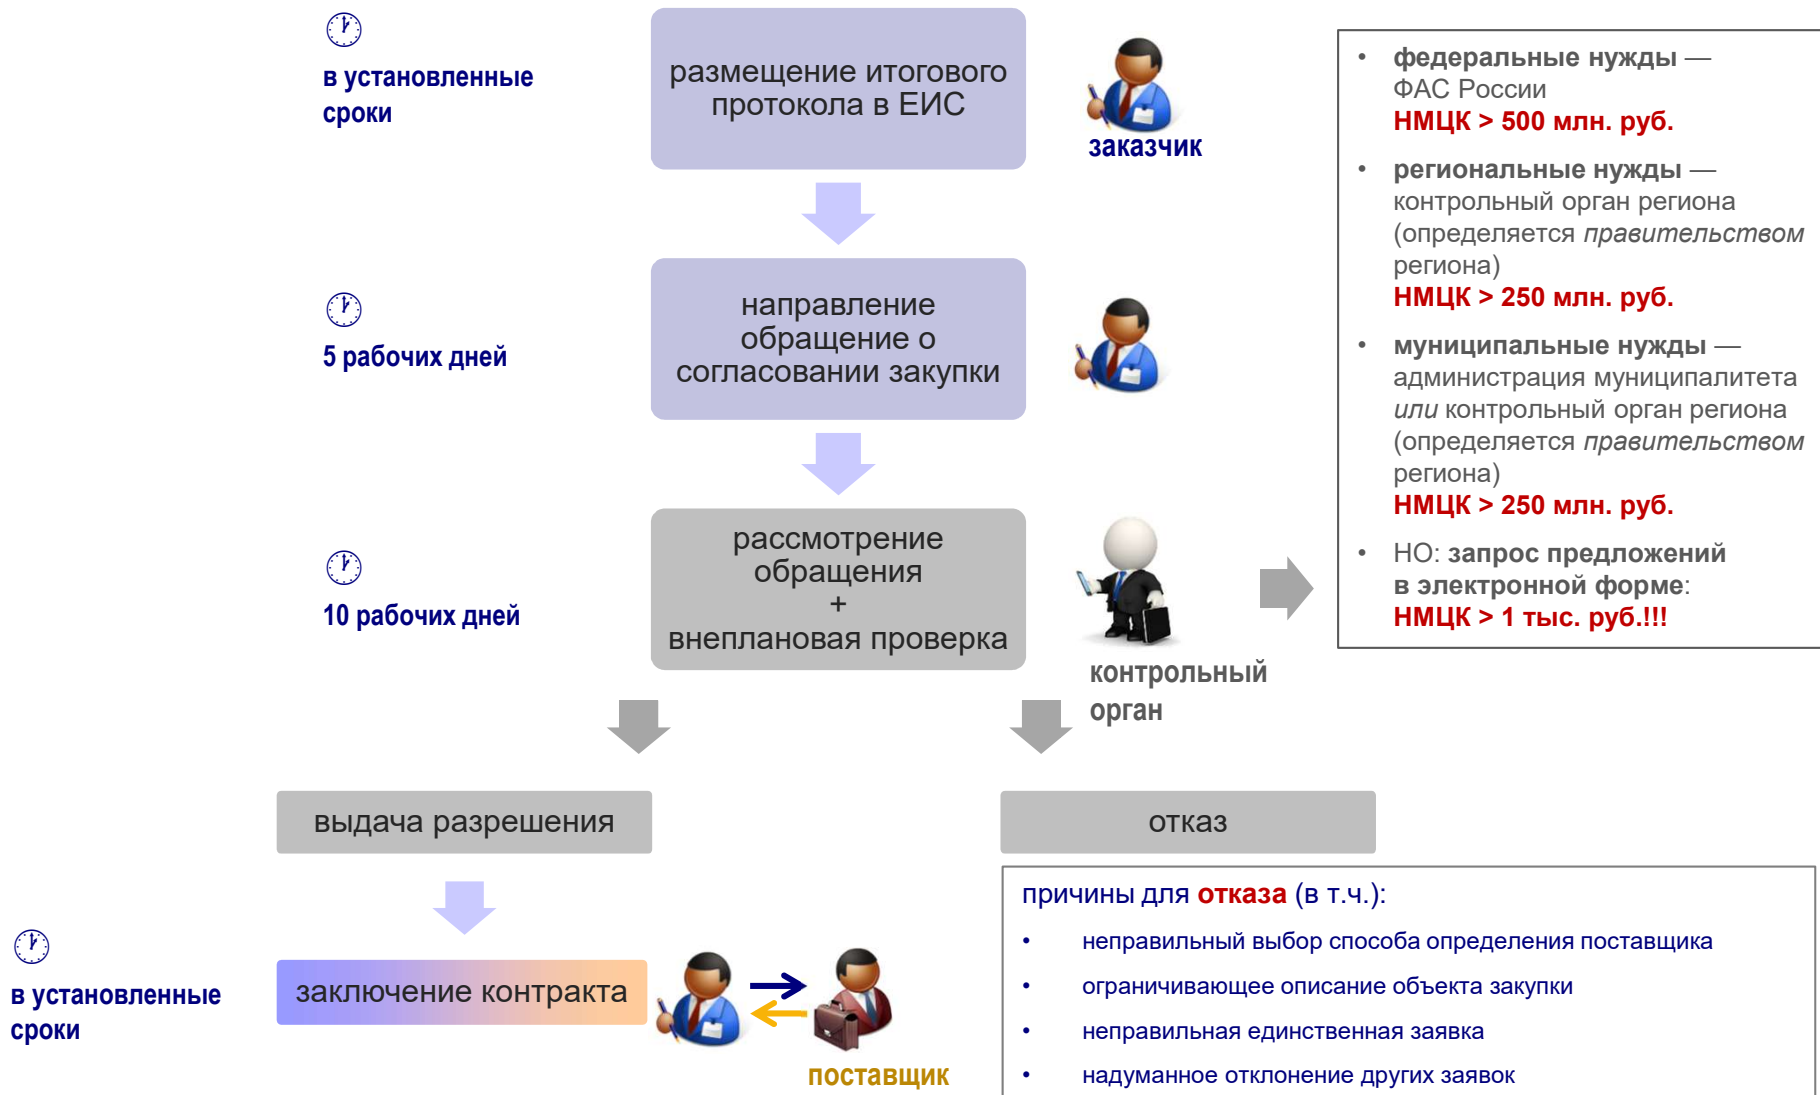 в установленные
сроки
размещение итогового
протокола в ЕИС
заказчик
5 рабочих дней
направление
обращение о
согласовании закупки
10 рабочих дней
рассмотрение
обращения
+
внеплановая проверка
контрольный
орган
• федеральные нужды —
ФАС России
НМЦК > 500 млн. руб.
• региональные нужды —
контрольный орган региона
(определяется правительством
региона)
НМЦК > 250 млн. руб.
• муниципальные нужды —
администрация муниципалитета
или контрольный орган региона
(определяется правительством
региона)
НМЦК > 250 млн. руб.
• НО: запрос предложений
в электронной форме:
НМЦК > 1 тыс. руб.!!!
выдача разрешения
отказ
в установленные
сроки
заключение контракта
поставщик
причины для отказа (в т.ч.):
• неправильный выбор способа определения поставщика
• ограничивающее описание объекта закупки
• неправильная единственная заявка
• надуманное отклонение других заявок